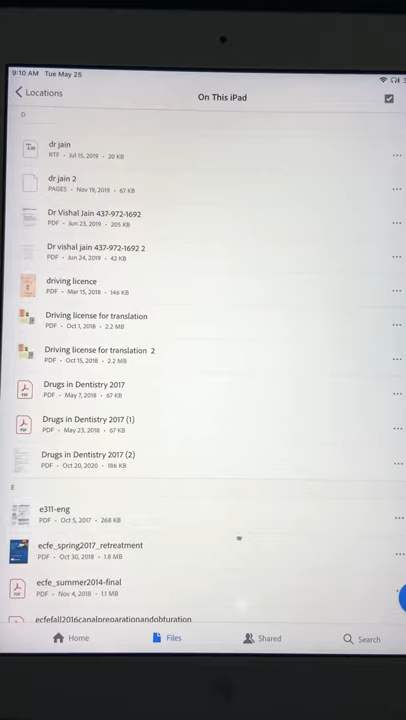 9:10 AM Tue May 25
Locations
On This iPad
D
dr jain
RTF • Jul 15, 2019 • 20 KB
dr jain 2
PAGES • Nov 19, 2019 • 67 KB
Dr Vishal Jain 437-972-1692
PDF • Jun 23, 2019 • 205 KB
Dr vishal jain 437-972-1692 2
PDF • Jun 24, 2019 • 42 KB
driving licence
PDF • Mar 15, 2018 • 146 KB
Driving license for translation
PDF • Oct 1, 2018 • 2.2 MB
Driving license for translation 2
PDF • Oct 15, 2018 • 2.2 MB
Drugs in Dentistry 2017
PDF • May 7, 2018 • 67 KB
Drugs in Dentistry 2017 (1)
PDF • May 23, 2018 • 67 KB
Drugs in Dentistry 2017 (2)
PDF • Oct 20, 2020 • 186 KB
E
e311-eng
PDF • Oct 5, 2017 • 268 KB
ecfe_spring2017_retreatment
PDF • Oct 30, 2018 • 1.8 MB
ecfe_summer2014-final
PDF • Nov 4, 2018 • 1.1 MB
ecfefall2016canalpreparationandobturation
Home
Files
Shared
Search